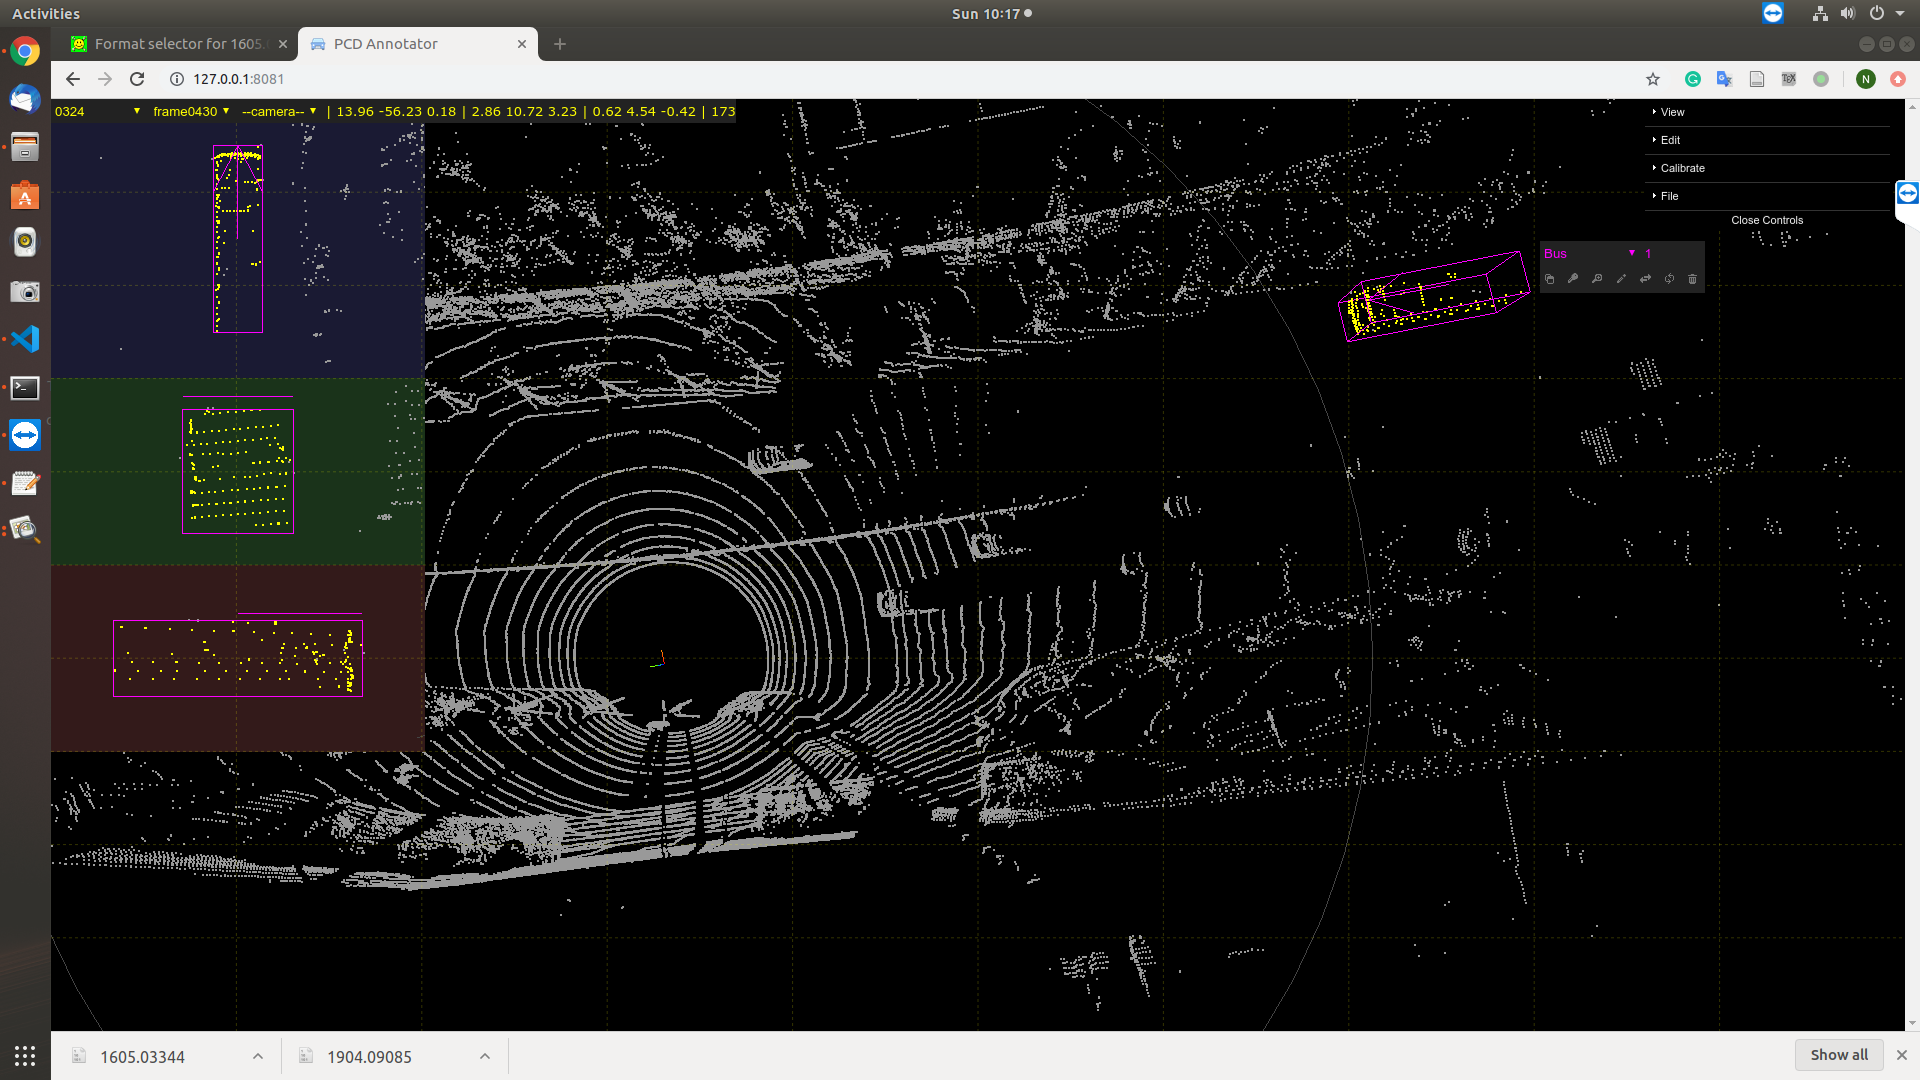 Activities
Sun 10:17
Format selector for 1605.
PCD Annotator
127.0.0.1:8081
N
0324 frame0430 --camera-- | 13.96 -56.23 0.18 | 2.86 10.72 3.23 | 0.62 4.54 -0.42 | 173
View
Edit
Calibrate
File
Close Controls
Bus 1
1605.03344
1904.09085
Show all